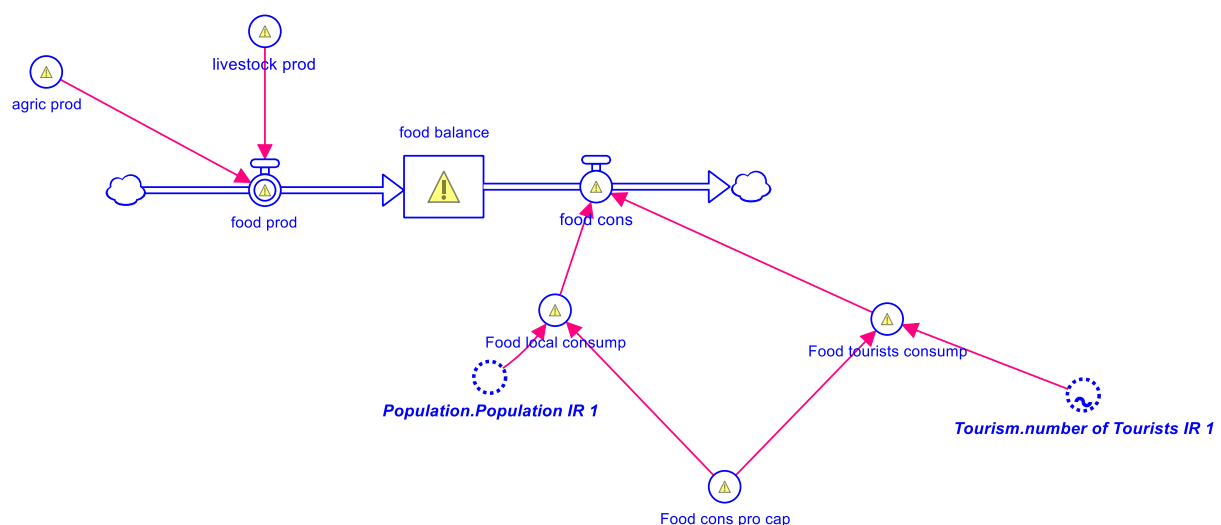 livestock prod
agric prod
food balance
food prod
food cons
Food local consump
Food tourists consump
Population.Population IR 1
Tourism.number of Tourists IR 1
Food cons pro cap